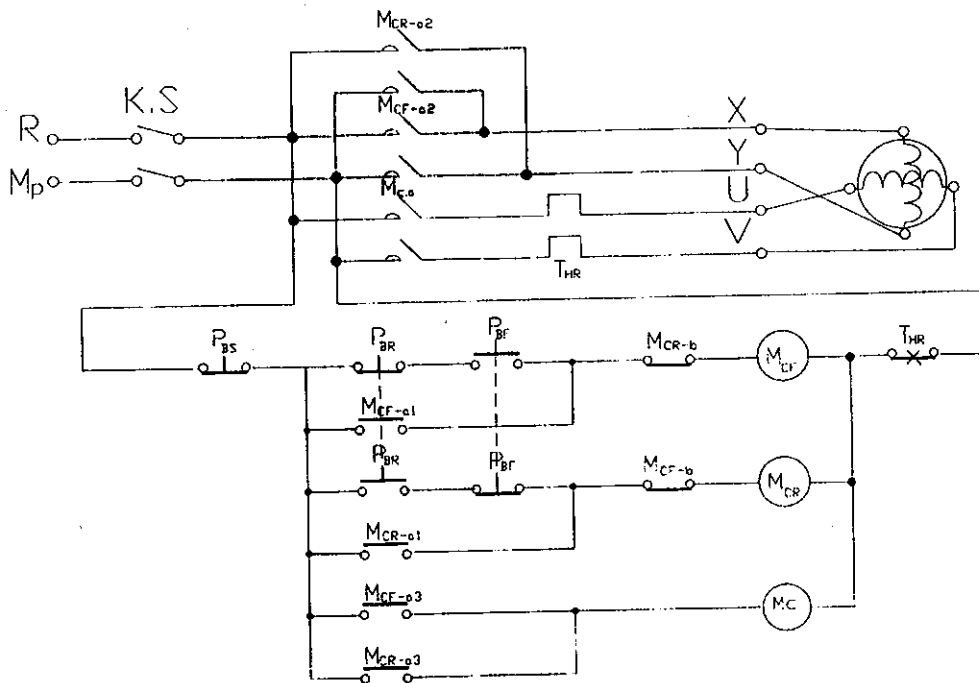 MCR-a2
K.S
R
MCF-a2
X
Mp
Y
MC-a
U
V
THR
PBS
PBR
PBF
MCR-b
MCF
THR
MCF-a1
PBR
PBF
MCF-b
MCR
MCR-a1
MCF-a3
MC
MCR-a3